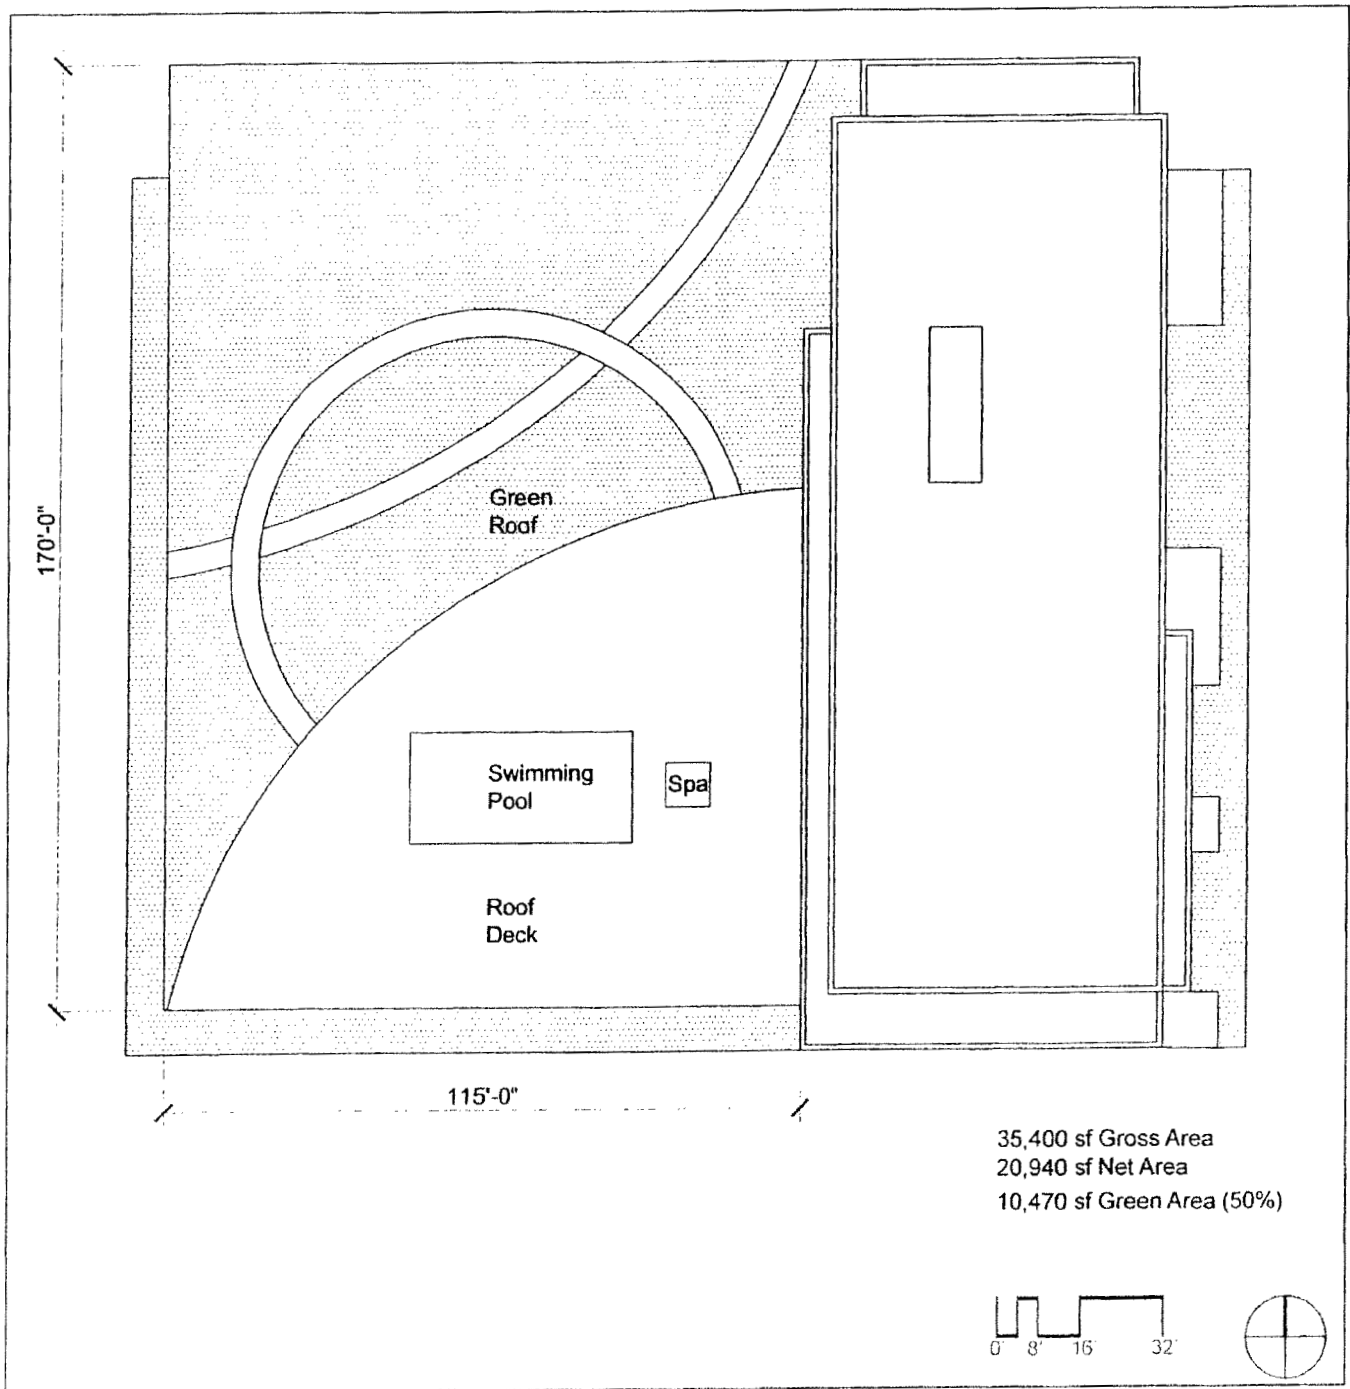 170'-0"
Green
Roof
Swimming
Pool
Spa
Roof
Deck
115'-0"
35,400 sf Gross Area
20,940 sf Net Area
10,470 sf Green Area (50%)
0' 8' 16' 32'